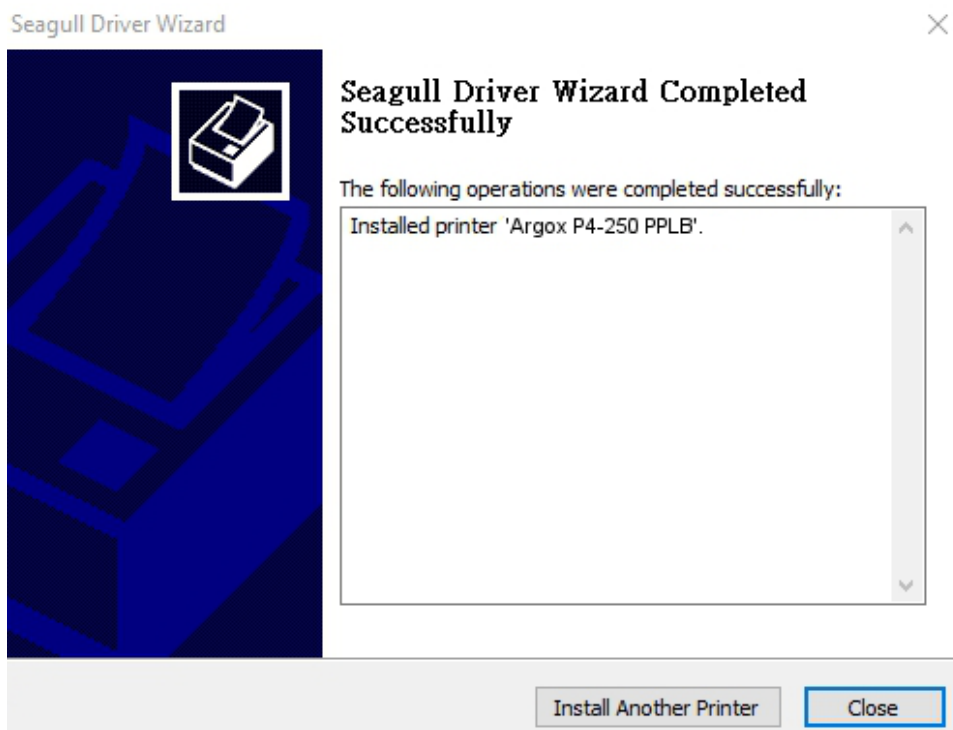 Seagull Driver Wizard
Seagull Driver Wizard Completed
Successfully
The following operations were completed successfully:
Installed printer 'Argox P4-250 PPLB'.
Install Another Printer
Close